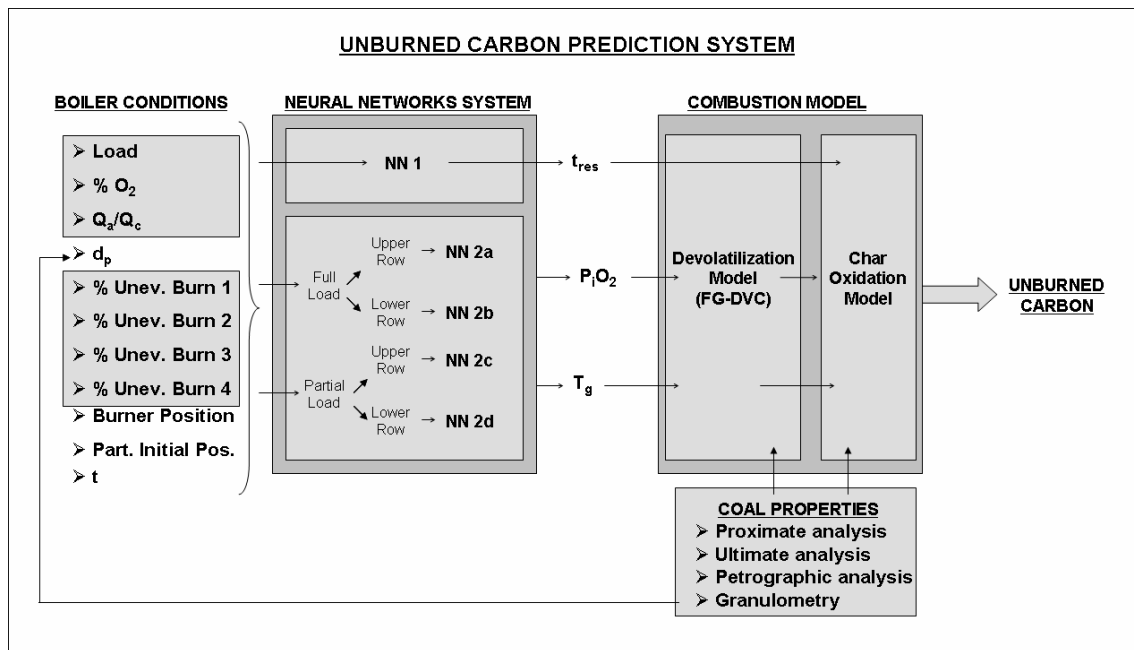 UNBURNED CARBON PREDICTION SYSTEM
BOILER CONDITIONS
➢ Load
➢ % O₂
➢ Qₐ/Q꜀
➢ dₚ
➢ % Unev. Burn 1
➢ % Unev. Burn 2
➢ % Unev. Burn 3
➢ % Unev. Burn 4
➢ Burner Position
➢ Part. Initial Pos.
➢ t
NEURAL NETWORKS SYSTEM
NN 1
Full
Load
Upper
Row
NN 2a
Lower
Row
NN 2b
Partial
Load
Upper
Row
NN 2c
Lower
Row
NN 2d
tres
PiO₂
Tg
COMBUSTION MODEL
Devolatilization
Model
(FG-DVC)
Char
Oxidation
Model
UNBURNED
CARBON
COAL PROPERTIES
➢ Proximate analysis
➢ Ultimate analysis
➢ Petrographic analysis
➢ Granulometry